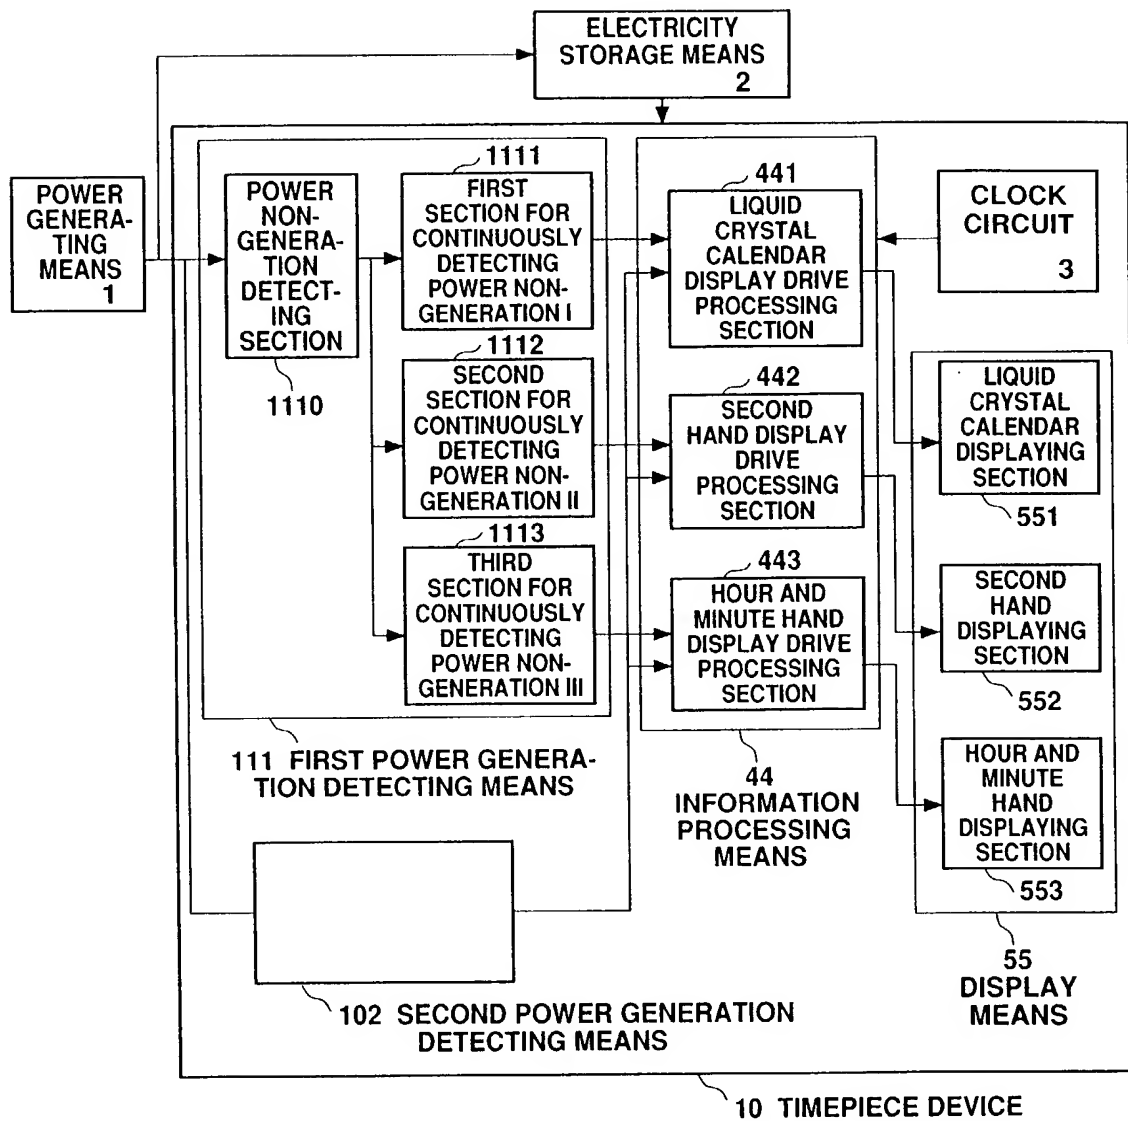 ELECTRICITY
STORAGE MEANS
2
POWER
GENERA-
TING
MEANS
1
POWER
NON-
GENERA-
TION
DETECT-
ING
SECTION
1110
1111
FIRST
SECTION FOR
CONTINUOUSLY
DETECTING
POWER NON-
GENERATION I
1112
SECOND
SECTION FOR
CONTINUOUSLY
DETECTING
POWER NON-
GENERATION II
1113
THIRD
SECTION FOR
CONTINUOUSLY
DETECTING
POWER NON-
GENERATION III
111 FIRST POWER GENERA-
TION DETECTING MEANS
441
LIQUID
CRYSTAL
CALENDAR
DISPLAY DRIVE
PROCESSING
SECTION
442
SECOND
HAND DISPLAY
DRIVE
PROCESSING
SECTION
443
HOUR AND
MINUTE HAND
DISPLAY DRIVE
PROCESSING
SECTION
44
INFORMATION
PROCESSING
MEANS
CLOCK
CIRCUIT
3
LIQUID
CRYSTAL
CALENDAR
DISPLAYING
SECTION
551
SECOND
HAND
DISPLAYING
SECTION
552
HOUR AND
MINUTE
HAND
DISPLAYING
SECTION
553
55
DISPLAY
MEANS
102 SECOND POWER GENERATION
DETECTING MEANS
10 TIMEPIECE DEVICE